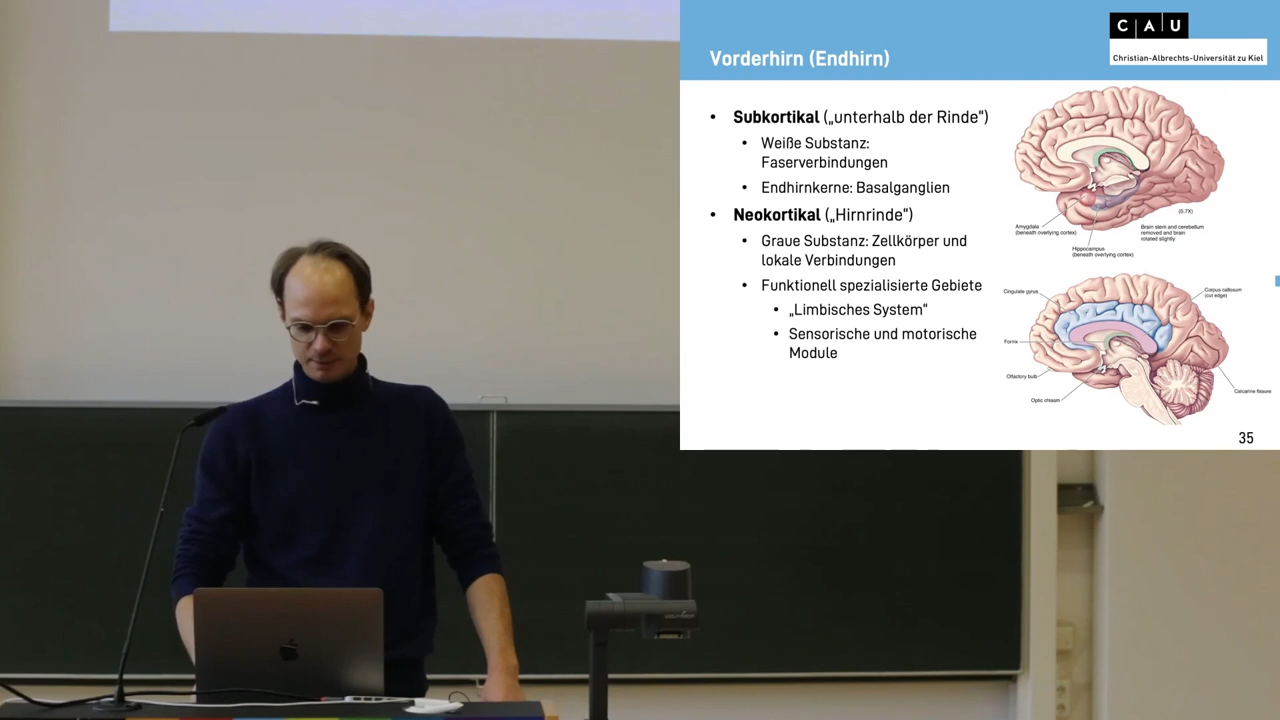 C A U
Christian-Albrechts-Universität zu Kiel
Vorderhirn (Endhirn)
• Subkortikal („unterhalb der Rinde“)
• Weiße Substanz:
Faserverbindungen
• Endhirnkerne: Basalganglien
• Neokortikal („Hirnrinde“)
• Graue Substanz: Zellkörper und
lokale Verbindungen
• Funktionell spezialisierte Gebiete
• „Limbisches System“
• Sensorische und motorische
Module
(0.7X)
Amygdala
(beneath overlying cortex)
Brain stem and cerebellum
removed and brain
rotated slightly
Hippocampus
(beneath overlying cortex)
Cingulate gyrus
Corpus callosum
(cut edge)
Fornix
Olfactory bulb
Optic chiasm
Calcarine fissure
35